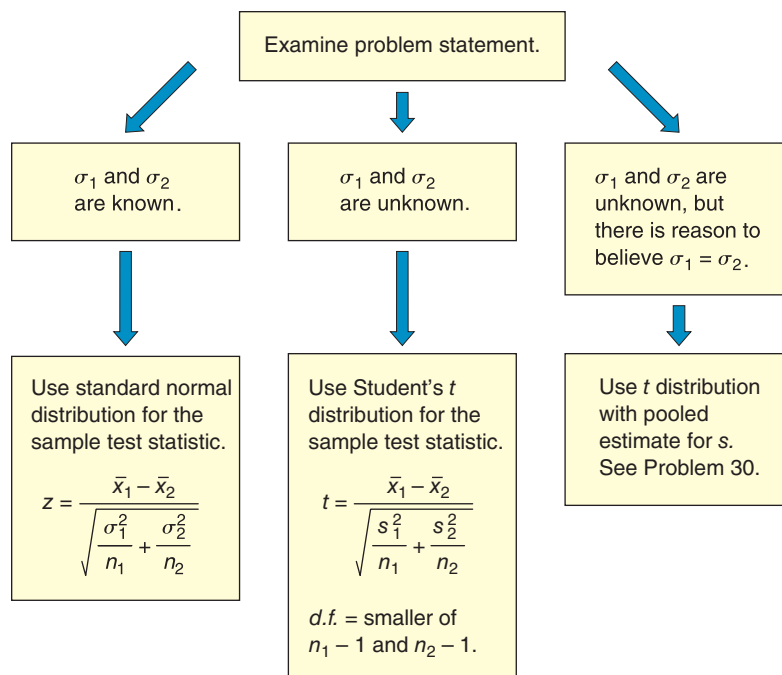 Examine problem statement.
σ₁ and σ₂
are known.
σ₁ and σ₂
are unknown.
σ₁ and σ₂ are
unknown, but
there is reason to
believe σ₁ = σ₂.
Use standard normal
distribution for the
sample test statistic.
z = (x̄₁ − x̄₂) / √(σ₁²/n₁ + σ₂²/n₂)
Use Student's t
distribution for the
sample test statistic.
t = (x̄₁ − x̄₂) / √(s₁²/n₁ + s₂²/n₂)
d.f. = smaller of
n₁ − 1 and n₂ − 1.
Use t distribution
with pooled
estimate for s.
See Problem 30.